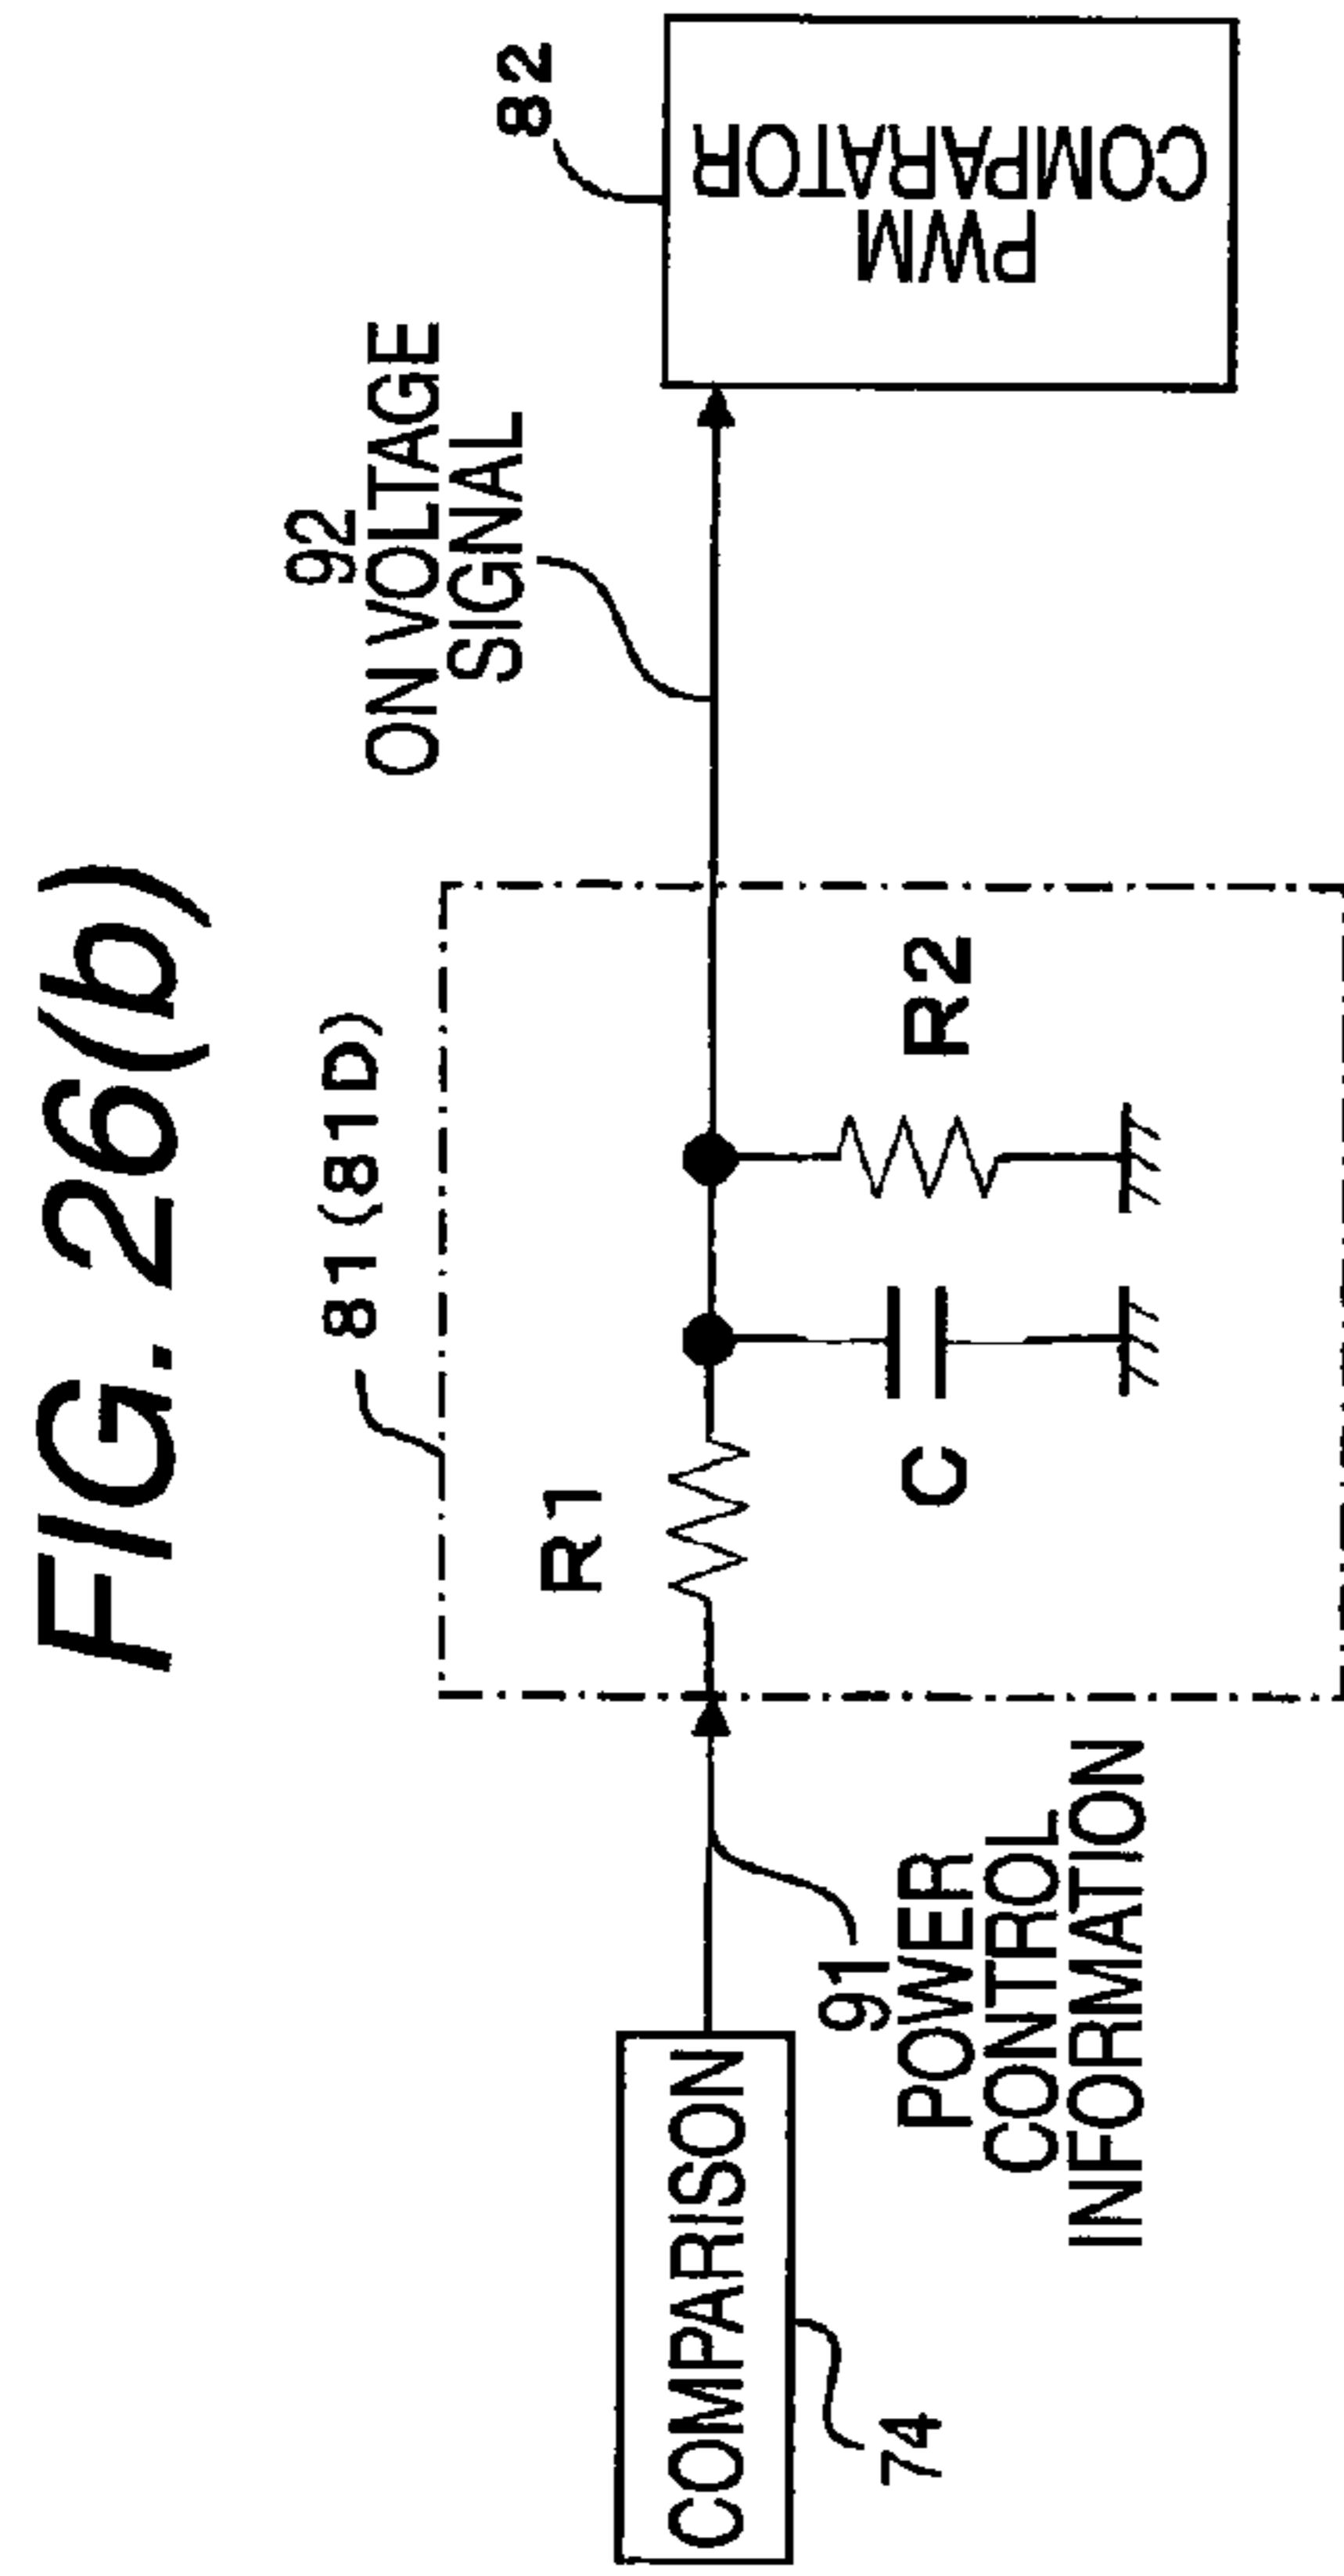 FIG. 26(b)
81(81D)
92
ON VOLTAGE
SIGNAL
82
R1
R2
C
PWM
COMPARATOR
COMPARISON
74
91
POWER
CONTROL
INFORMATION